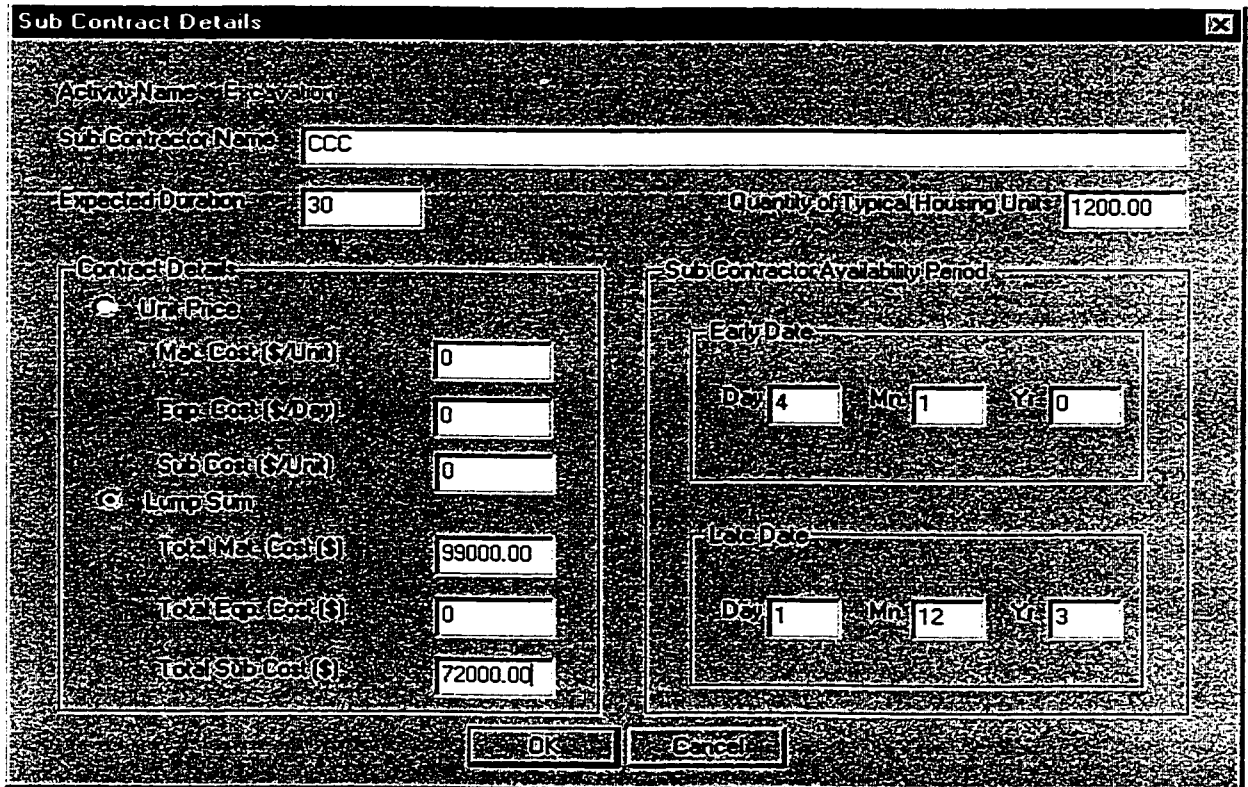 Sub Contract Details
Activity Name Excavation
Sub Contractor Name CCC
Expected Duration 30 Quantity of Typical Housing Units 1200.00
Contract Details
Unit Price
Mat. Cost ($/Unit) 0
Eqp. Cost ($/Day) 0
Sub Cost ($/Unit) 0
Lump Sum
Total Mat. Cost ($) 99000.00
Total Eqp. Cost ($) 0
Total Sub Cost ($) 72000.00
Sub Contractor Availability Period
Early Date
Day 4 Mn. 1 Yr. 0
Late Date
Day 1 Mn. 12 Yr. 3
OK Cancel